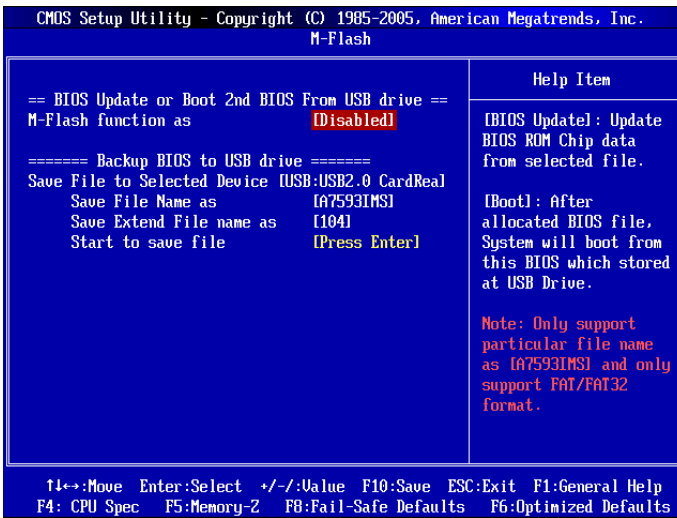 CMOS Setup Utility - Copyright (C) 1985-2005, American Megatrends, Inc.
M-Flash
== BIOS Update or Boot 2nd BIOS From USB drive ==
M-Flash function as [Disabled]
======= Backup BIOS to USB drive =======
Save File to Selected Device [USB:USB2.0 CardRea]
Save File Name as [A7593IMS]
Save Extend File name as [104]
Start to save file [Press Enter]
Help Item
[BIOS Update]: Update
BIOS ROM Chip data
from selected file.
[Boot]: After
allocated BIOS file,
System will boot from
this BIOS which stored
at USB Drive.
Note: Only support
particular file name
as [A7593IMS] and only
support FAT/FAT32
format.
↑↓←→:Move Enter:Select +/-/:Value F10:Save ESC:Exit F1:General Help
F4: CPU Spec F5:Memory-Z F8:Fail-Safe Defaults F6:Optimized Defaults